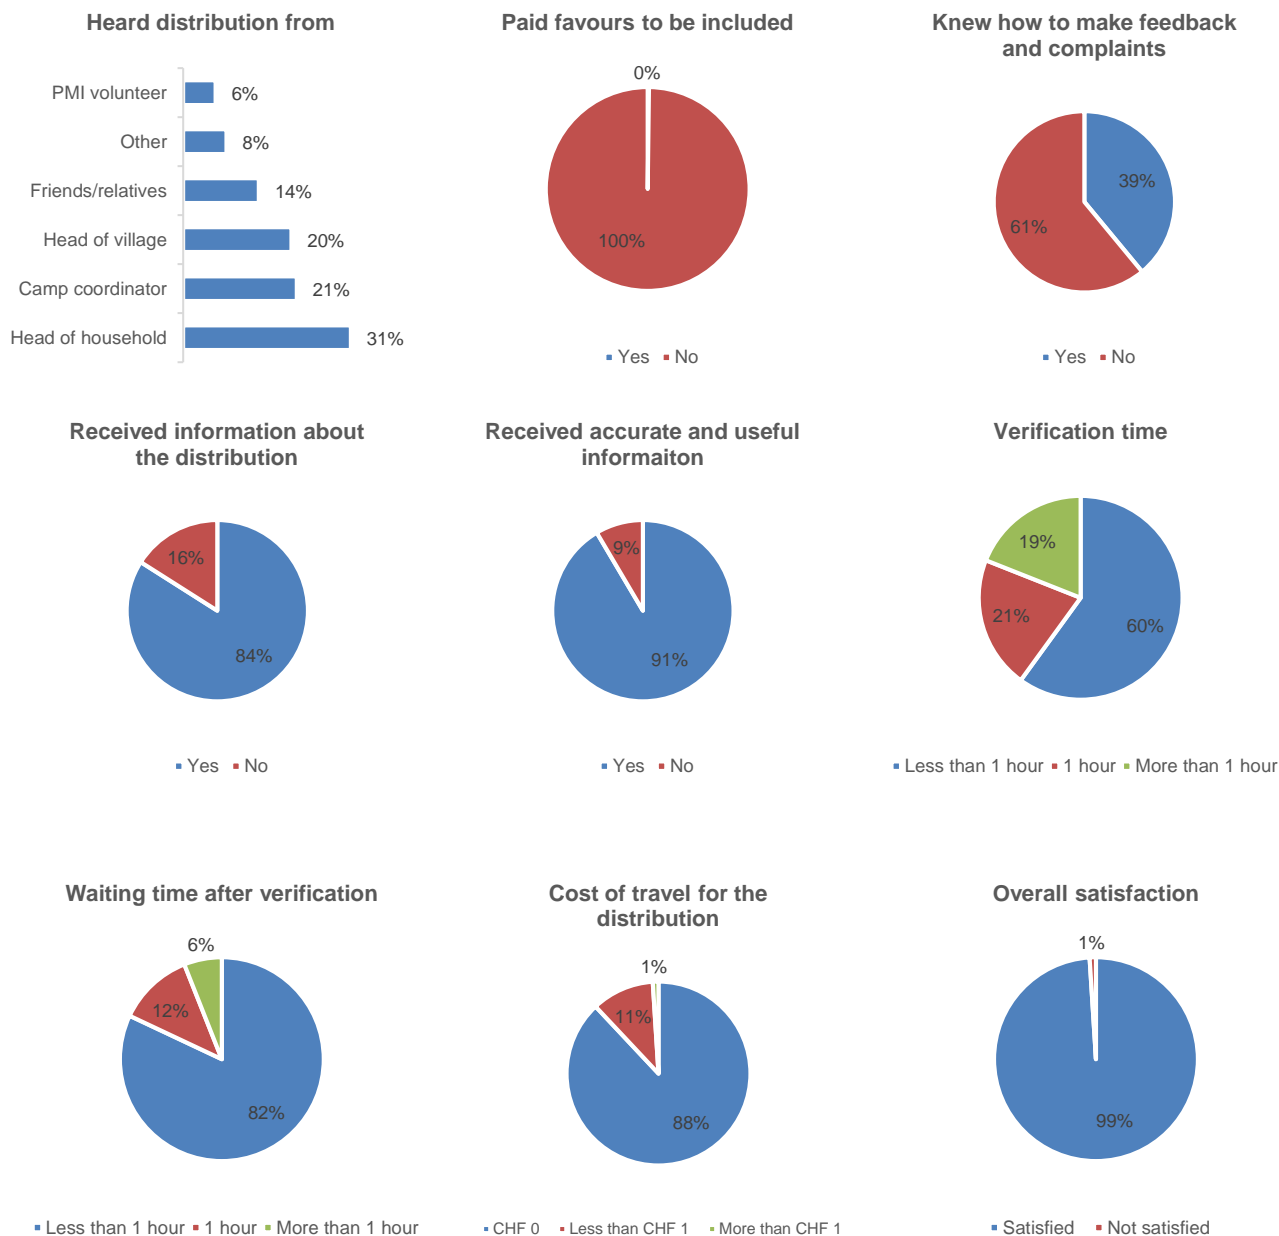 Heard distribution from
PMI volunteer 6%
Other 8%
Friends/relatives 14%
Head of village 20%
Camp coordinator 21%
Head of household 31%
Paid favours to be included
0%
100%
Yes No
Knew how to make feedback
and complaints
39%
61%
Yes No
Received information about
the distribution
16%
84%
Yes No
Received accurate and useful
informaiton
9%
91%
Yes No
Verification time
19%
21%
60%
Less than 1 hour 1 hour More than 1 hour
Waiting time after verification
6%
12%
82%
Less than 1 hour 1 hour More than 1 hour
Cost of travel for the
distribution
1%
11%
88%
CHF 0 Less than CHF 1 More than CHF 1
Overall satisfaction
1%
99%
Satisfied Not satisfied